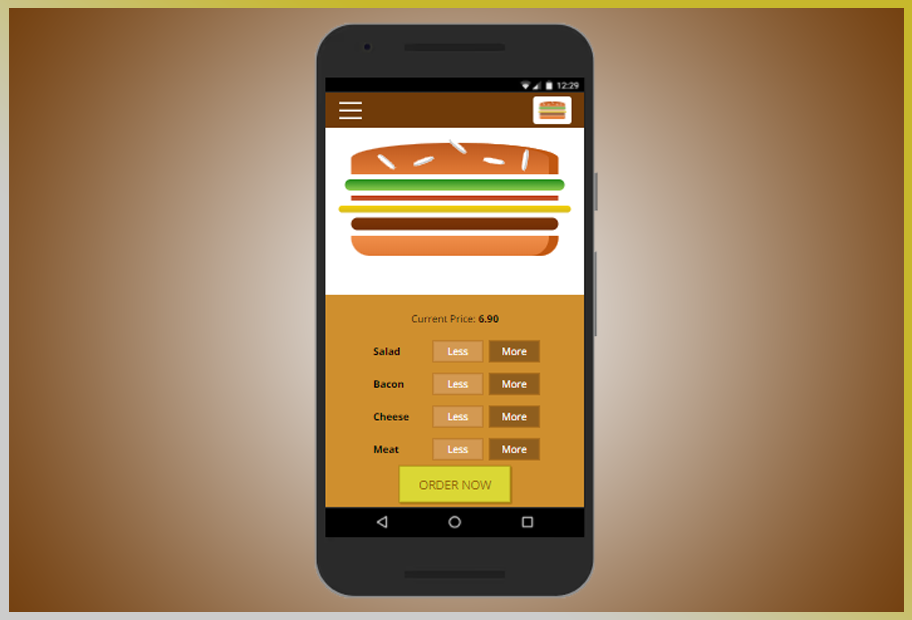 12:29
Current Price: 6.90
Salad Less More
Bacon Less More
Cheese Less More
Meat Less More
ORDER NOW